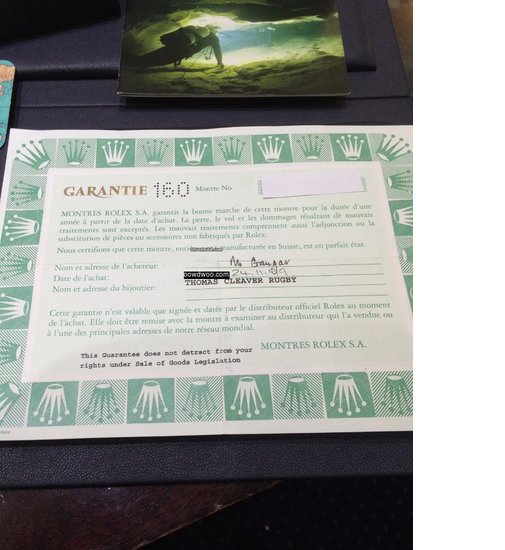 GARANTIE 160 Montre No
MONTRES ROLEX S.A. garantit la bonne marche de cette montre pour la durée d'une
année à partir de la date d'achat. La perte, le vol et les dommages résultant de mauvais
traitements sont exceptés. Les mauvais traitements comprennent aussi l'adjonction ou la
substitution de pièces ou accessoires non fabriqués par Rolex.
Nous certifions que cette montre, manufacturée en Suisse, est en parfait état.
Nom et adresse de l'acheteur: Mr
Date de l'achat: bowdwoo.com 24.11.
Nom et adresse du bijoutier: THOMAS CLEAVER RUGBY
Cette garantie n'est valable que signée et datée par le distributeur officiel Rolex au moment
de l'achat. Elle doit être remise avec la montre à examiner au distributeur qui l'a vendue ou
à l'une des principales adresses de notre réseau mondial.
This Guarantee does not detract from your
rights under Sale of Goods Legislation
MONTRES ROLEX S.A.